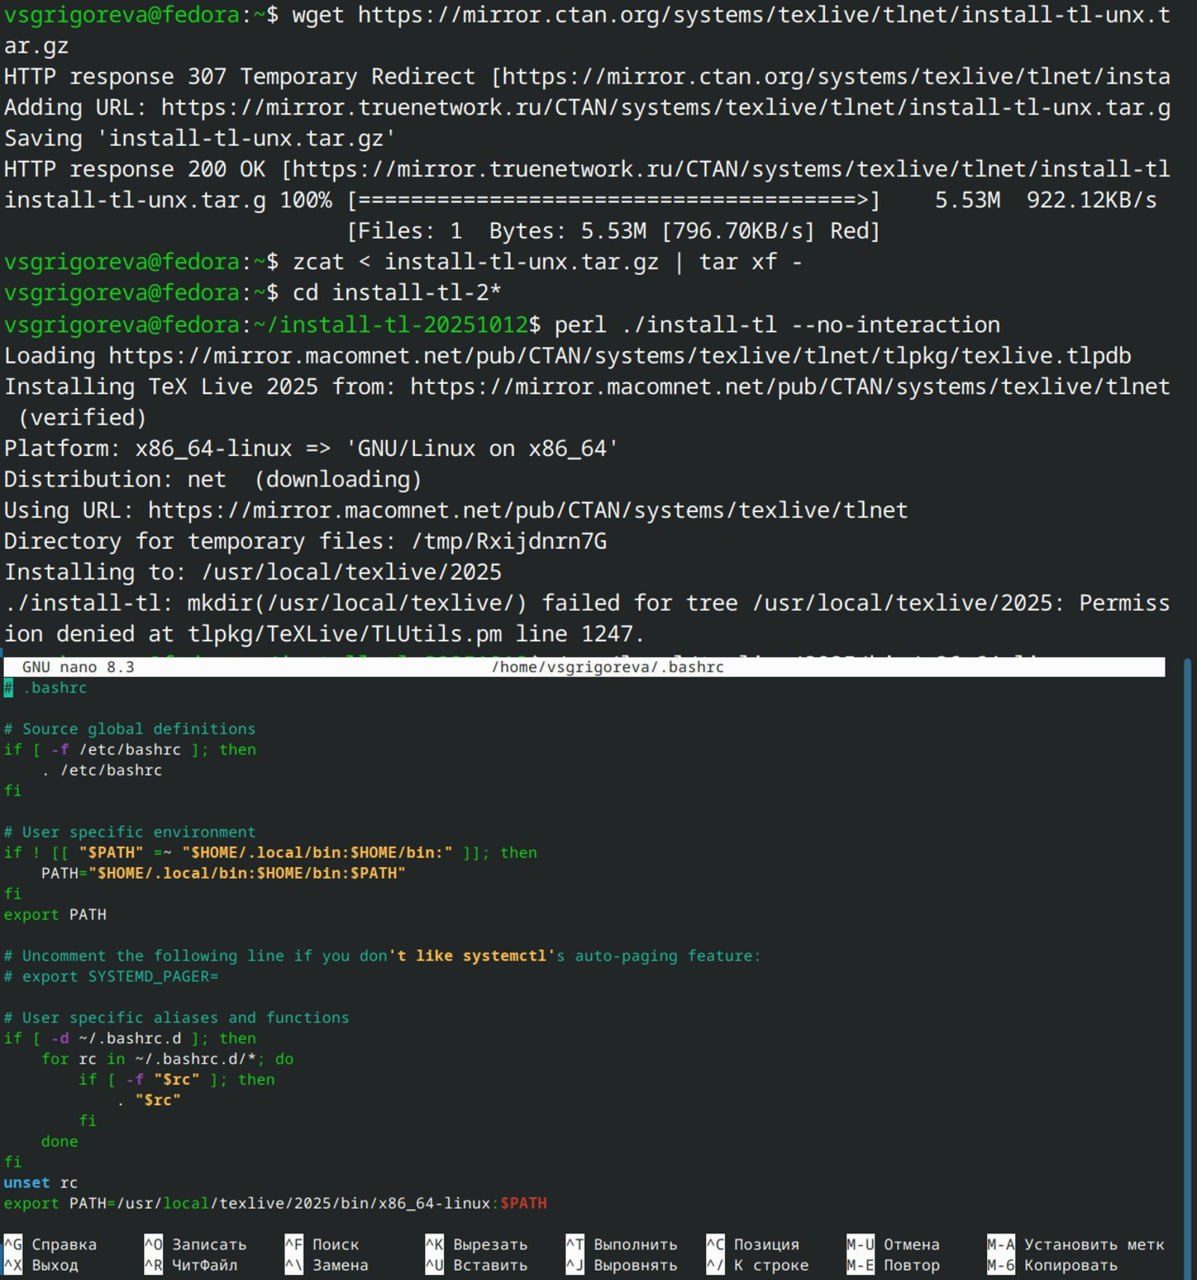 vsgrigoreva@fedora:~$ wget https://mirror.ctan.org/systems/texlive/tlnet/install-tl-unx.t
ar.gz
HTTP response 307 Temporary Redirect [https://mirror.ctan.org/systems/texlive/tlnet/insta
Adding URL: https://mirror.truenetwork.ru/CTAN/systems/texlive/tlnet/install-tl-unx.tar.g
Saving 'install-tl-unx.tar.gz'
HTTP response 200 OK [https://mirror.truenetwork.ru/CTAN/systems/texlive/tlnet/install-tl
install-tl-unx.tar.g 100% [======================================>]    5.53M  922.12KB/s
                          [Files: 1  Bytes: 5.53M [796.70KB/s] Red]
vsgrigoreva@fedora:~$ zcat < install-tl-unx.tar.gz | tar xf -
vsgrigoreva@fedora:~$ cd install-tl-2*
vsgrigoreva@fedora:~/install-tl-20251012$ perl ./install-tl --no-interaction
Loading https://mirror.macomnet.net/pub/CTAN/systems/texlive/tlnet/tlpkg/texlive.tlpdb
Installing TeX Live 2025 from: https://mirror.macomnet.net/pub/CTAN/systems/texlive/tlnet
 (verified)
Platform: x86_64-linux => 'GNU/Linux on x86_64'
Distribution: net  (downloading)
Using URL: https://mirror.macomnet.net/pub/CTAN/systems/texlive/tlnet
Directory for temporary files: /tmp/Rxijdnrn7G
Installing to: /usr/local/texlive/2025
./install-tl: mkdir(/usr/local/texlive/) failed for tree /usr/local/texlive/2025: Permiss
ion denied at tlpkg/TeXLive/TLUtils.pm line 1247.
GNU nano 8.3 /home/vsgrigoreva/.bashrc
# .bashrc
# Source global definitions
if [ -f /etc/bashrc ]; then
    . /etc/bashrc
fi
# User specific environment
if ! [[ "$PATH" =~ "$HOME/.local/bin:$HOME/bin:" ]]; then
    PATH="$HOME/.local/bin:$HOME/bin:$PATH"
fi
export PATH
# Uncomment the following line if you don't like systemctl's auto-paging feature:
# export SYSTEMD_PAGER=
# User specific aliases and functions
if [ -d ~/.bashrc.d ]; then
    for rc in ~/.bashrc.d/*; do
        if [ -f "$rc" ]; then
            . "$rc"
        fi
    done
fi
unset rc
export PATH=/usr/local/texlive/2025/bin/x86_64-linux:$PATH
^G Справка ^O Записать ^F Поиск ^K Вырезать ^T Выполнить ^C Позиция M-U Отмена M-A Установить метк
^X Выход ^R ЧитФайл ^\ Замена ^U Вставить ^J Выровнять ^/ К строке M-E Повтор M-6 Копировать